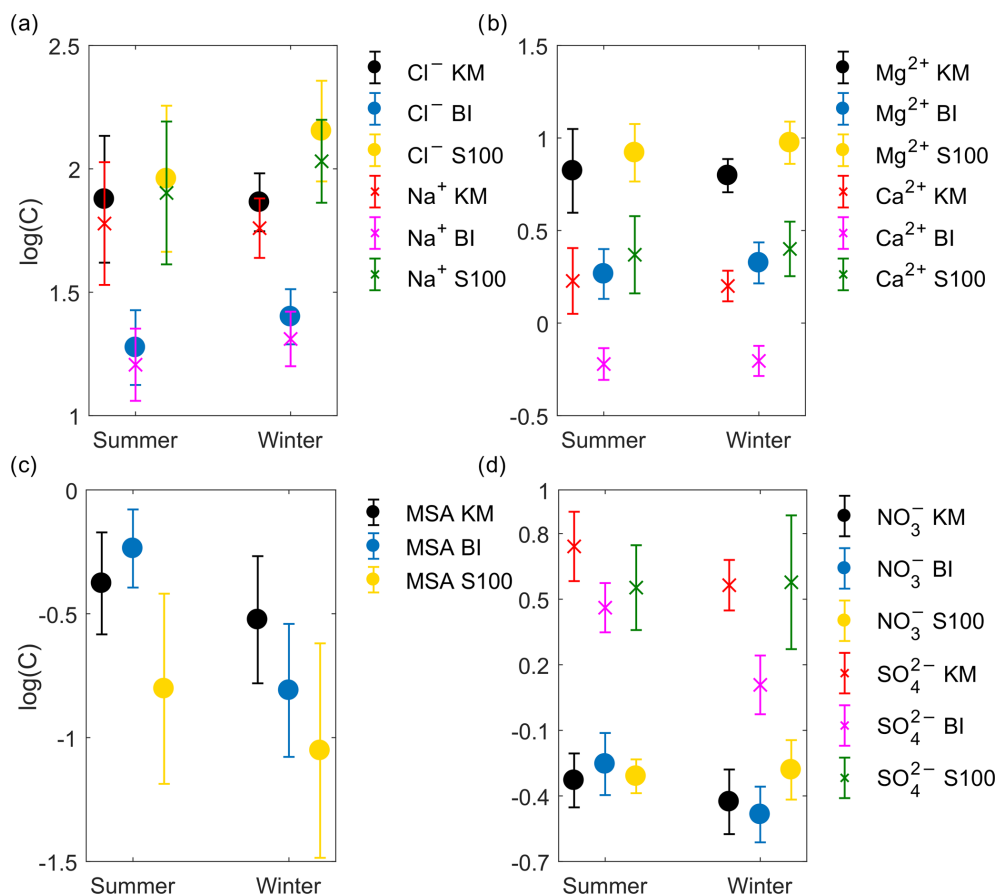 (a)
2.5
2
1.5
1
log(C)
Summer
Winter
Cl⁻ KM
Cl⁻ BI
Cl⁻ S100
Na⁺ KM
Na⁺ BI
Na⁺ S100
(b)
1.5
1
0.5
0
-0.5
Summer
Winter
Mg²⁺ KM
Mg²⁺ BI
Mg²⁺ S100
Ca²⁺ KM
Ca²⁺ BI
Ca²⁺ S100
(c)
0
-0.5
-1
-1.5
log(C)
Summer
Winter
MSA KM
MSA BI
MSA S100
(d)
1
0.8
0.5
0.2
-0.1
-0.4
-0.7
Summer
Winter
NO₃⁻ KM
NO₃⁻ BI
NO₃⁻ S100
SO₄²⁻ KM
SO₄²⁻ BI
SO₄²⁻ S100